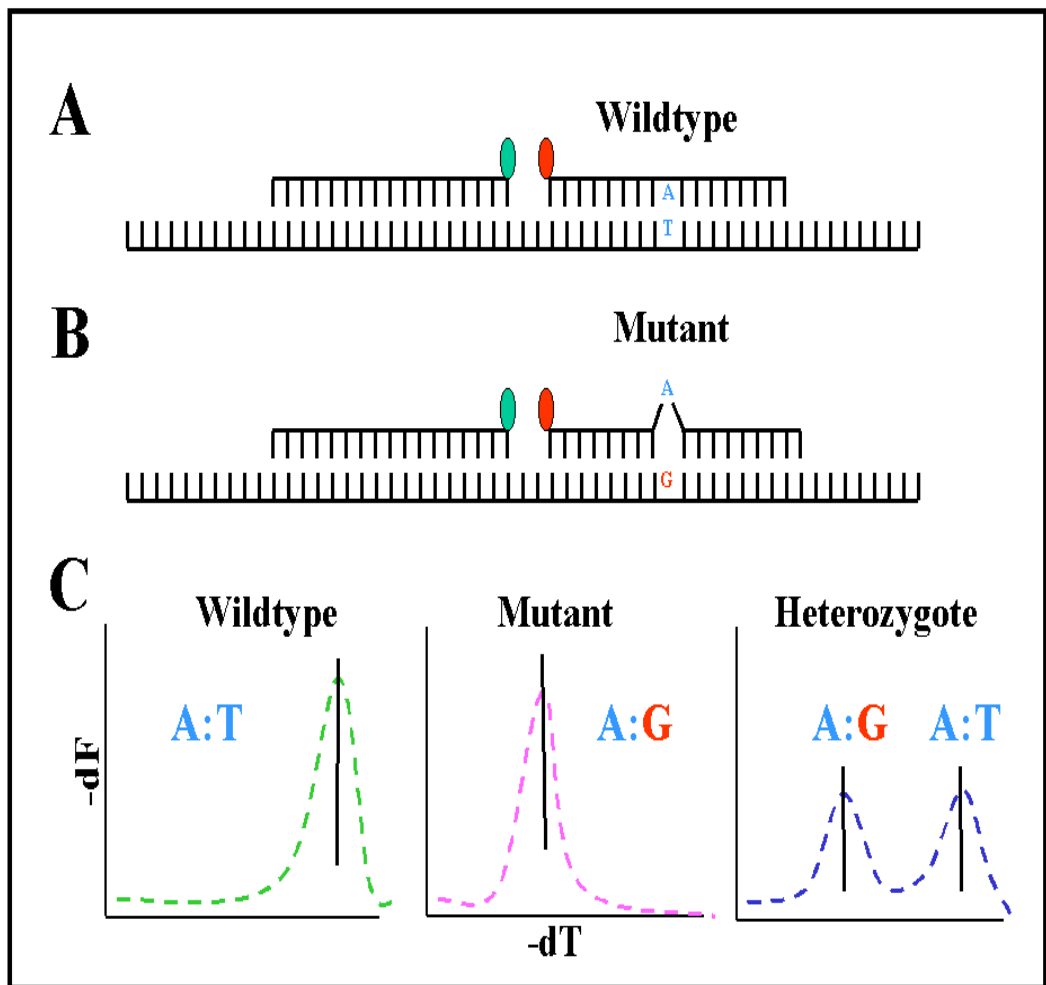 A
Wildtype
A
T
B
Mutant
A
G
C
Wildtype
Mutant
Heterozygote
A:T
A:G
A:G
A:T
-dF
-dT